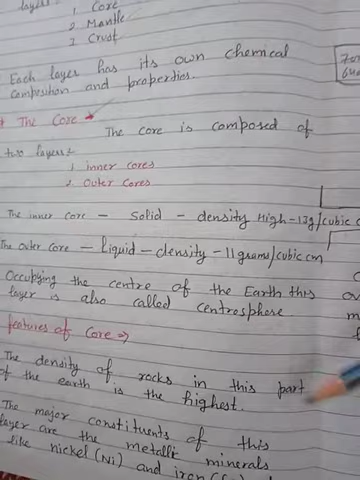 layers:
1. Core
2. Mantle
3. Crust
Each layer has its own chemical
composition and properties.
The Core →
The core is composed of
two layers:
1. inner cores
2. Outer cores
The inner core - Solid - density High - 13g/cubic c
The outer core - liquid - density - 11 grams/cubic cm
Occupying the centre of the Earth this
layer is also called centrosphere
features of Core ⇒
The density of rocks in this part
of the earth is the highest.
The major constituents of this
layer are the metallic minerals
like nickel (Ni) and iron